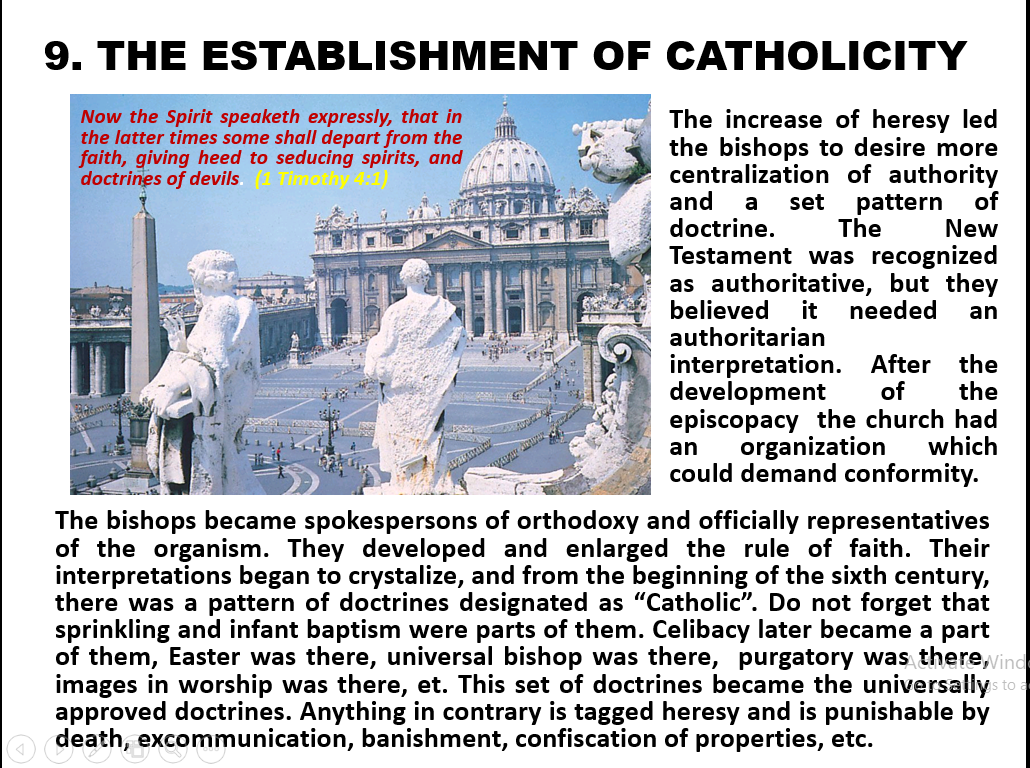 9. THE ESTABLISHMENT OF CATHOLICITY
Now the Spirit speaketh expressly, that in
the latter times some shall depart from the
faith, giving heed to seducing spirits, and
doctrines of devils. (1 Timothy 4:1)
The increase of heresy led
the bishops to desire more
centralization of authority
and a set pattern of
doctrine. The New
Testament was recognized
as authoritative, but they
believed it needed an
authoritarian
interpretation. After the
development of the
episcopacy the church had
an organization which
could demand conformity.
The bishops became spokespersons of orthodoxy and officially representatives
of the organism. They developed and enlarged the rule of faith. Their
interpretations began to crystalize, and from the beginning of the sixth century,
there was a pattern of doctrines designated as “Catholic”. Do not forget that
sprinkling and infant baptism were parts of them. Celibacy later became a part
of them, Easter was there, universal bishop was there, purgatory was there,
images in worship was there, et. This set of doctrines became the universally
approved doctrines. Anything in contrary is tagged heresy and is punishable by
death, excommunication, banishment, confiscation of properties, etc.
Activate Wind